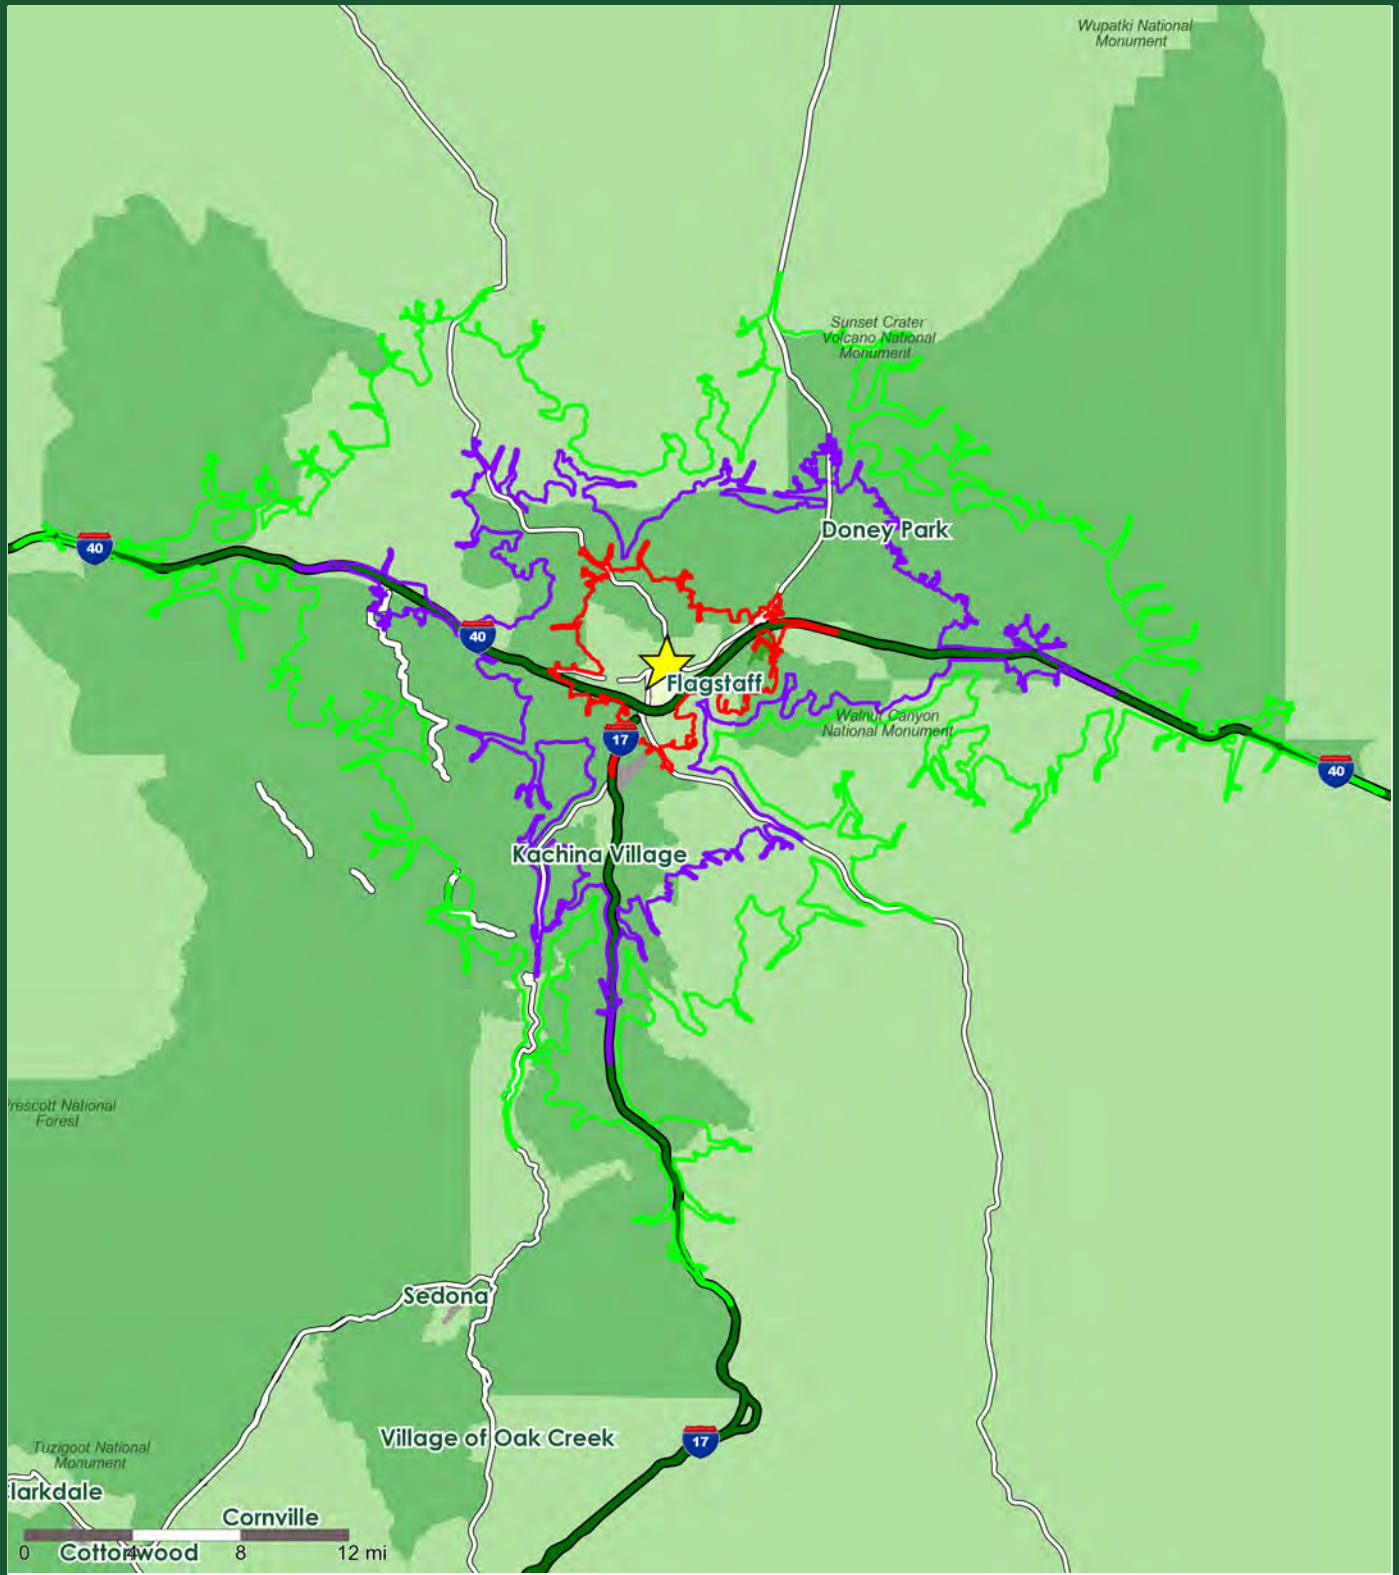 Wupatki National
Monument
Sunset Crater
Volcano National
Monument
Doney Park
40
40
Flagstaff
Walnut Canyon
National Monument
17
40
Kachina Village
Prescott National
Forest
Sedona
Village of Oak Creek
17
Tuzigoot National
Monument
larkdale
Cornville
Cottonwood
0 4 8 12 mi